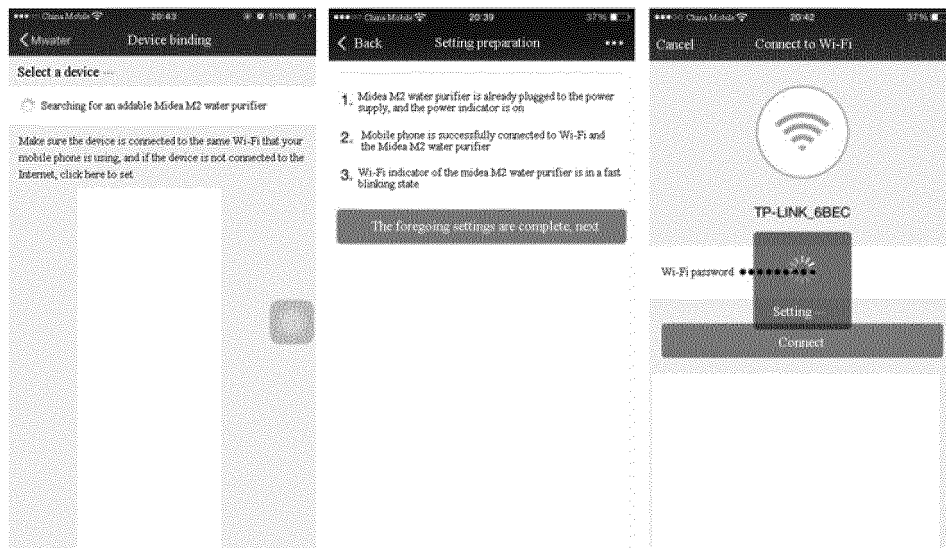 China Mobile 20:43 51%
Mwater Device binding
Select a device
Searching for an addable Midea M2 water purifier
Make sure the device is connected to the same Wi-Fi that your
mobile phone is using, and if the device is not connected to the
Internet, click here to set
China Mobile 20:39 37%
Back Setting preparation •••
1. Midea M2 water purifier is already plugged to the power
supply, and the power indicator is on
2. Mobile phone is successfully connected to Wi-Fi and
the Midea M2 water purifier
3. Wi-Fi indicator of the midea M2 water purifier is in a fast
blinking state
The foregoing settings are complete, next
China Mobile 20:42 37%
Cancel Connect to Wi-Fi
TP-LINK_6BEC
Wi-Fi password
Setting
Connect